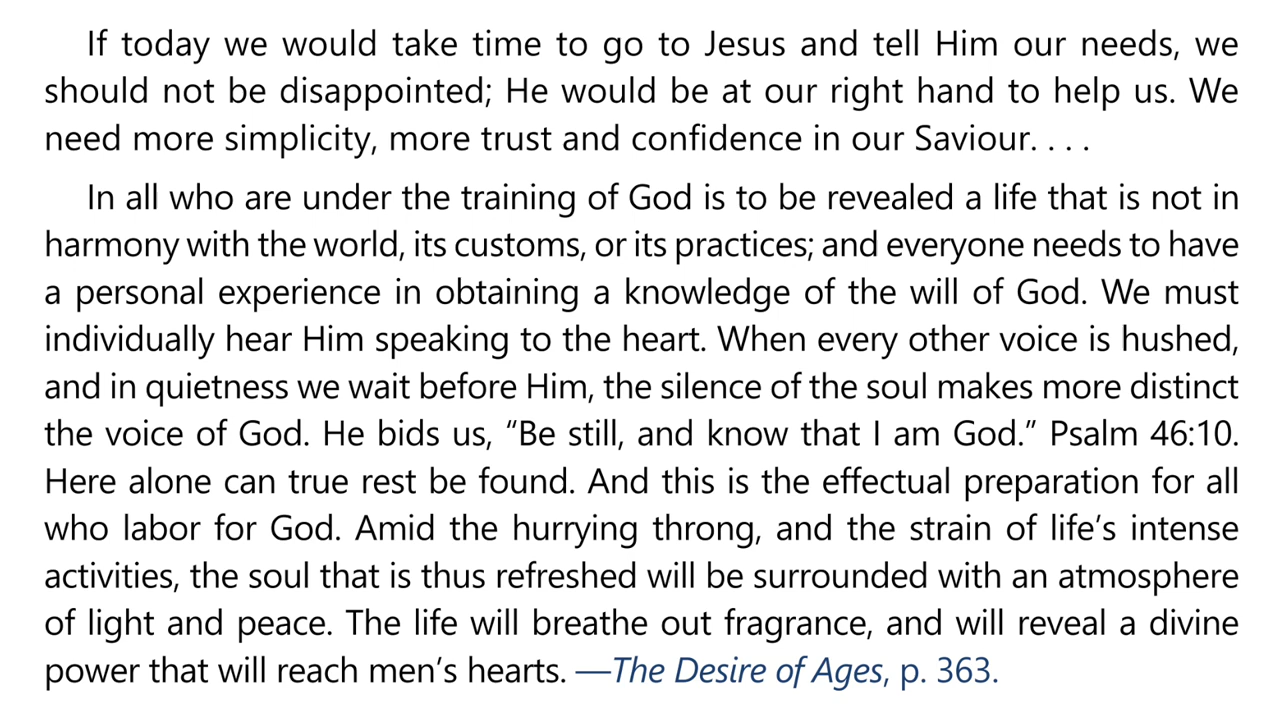 If today we would take time to go to Jesus and tell Him our needs, we
should not be disappointed; He would be at our right hand to help us. We
need more simplicity, more trust and confidence in our Saviour. . . .
In all who are under the training of God is to be revealed a life that is not in
harmony with the world, its customs, or its practices; and everyone needs to have
a personal experience in obtaining a knowledge of the will of God. We must
individually hear Him speaking to the heart. When every other voice is hushed,
and in quietness we wait before Him, the silence of the soul makes more distinct
the voice of God. He bids us, “Be still, and know that I am God.” Psalm 46:10.
Here alone can true rest be found. And this is the effectual preparation for all
who labor for God. Amid the hurrying throng, and the strain of life’s intense
activities, the soul that is thus refreshed will be surrounded with an atmosphere
of light and peace. The life will breathe out fragrance, and will reveal a divine
power that will reach men’s hearts. —The Desire of Ages, p. 363.